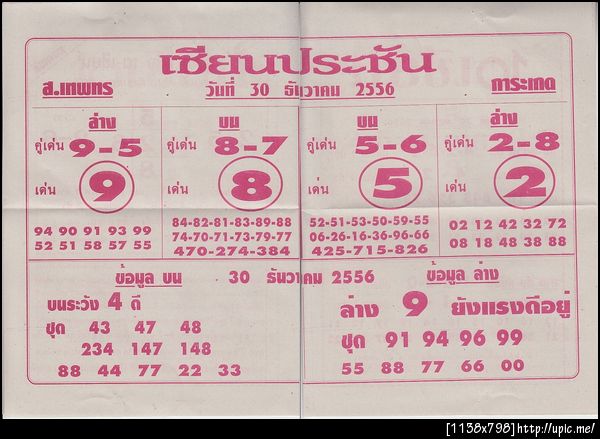 เซียนประชัน
ส.เทพทร วันที่ 30 ธันวาคม 2556 การะเกด
ล่าง
คู่เด่น 9-5
เด่น 9
94 90 91 93 99
52 51 58 57 55
บน
คู่เด่น 8-7
เด่น 8
84-82-81-83-89-88
74-70-71-73-79-77
470-274-384
บน
คู่เด่น 5-6
เด่น 5
52-51-53-50-59-55
06-26-16-36-96-66
425-715-826
ล่าง
คู่เด่น 2-8
เด่น 2
02 12 42 32 72
08 18 48 38 88
ข้อมูล บน 30 ธันวาคม 2556 ข้อมูล ล่าง
บนระวัง 4 ดี
ชุด 43 47 48
234 147 148
88 44 77 22 33
ล่าง 9 ยังแรงดีอยู่
ชุด 91 94 96 99
55 88 77 66 00
[1158x798]http://upic.me/